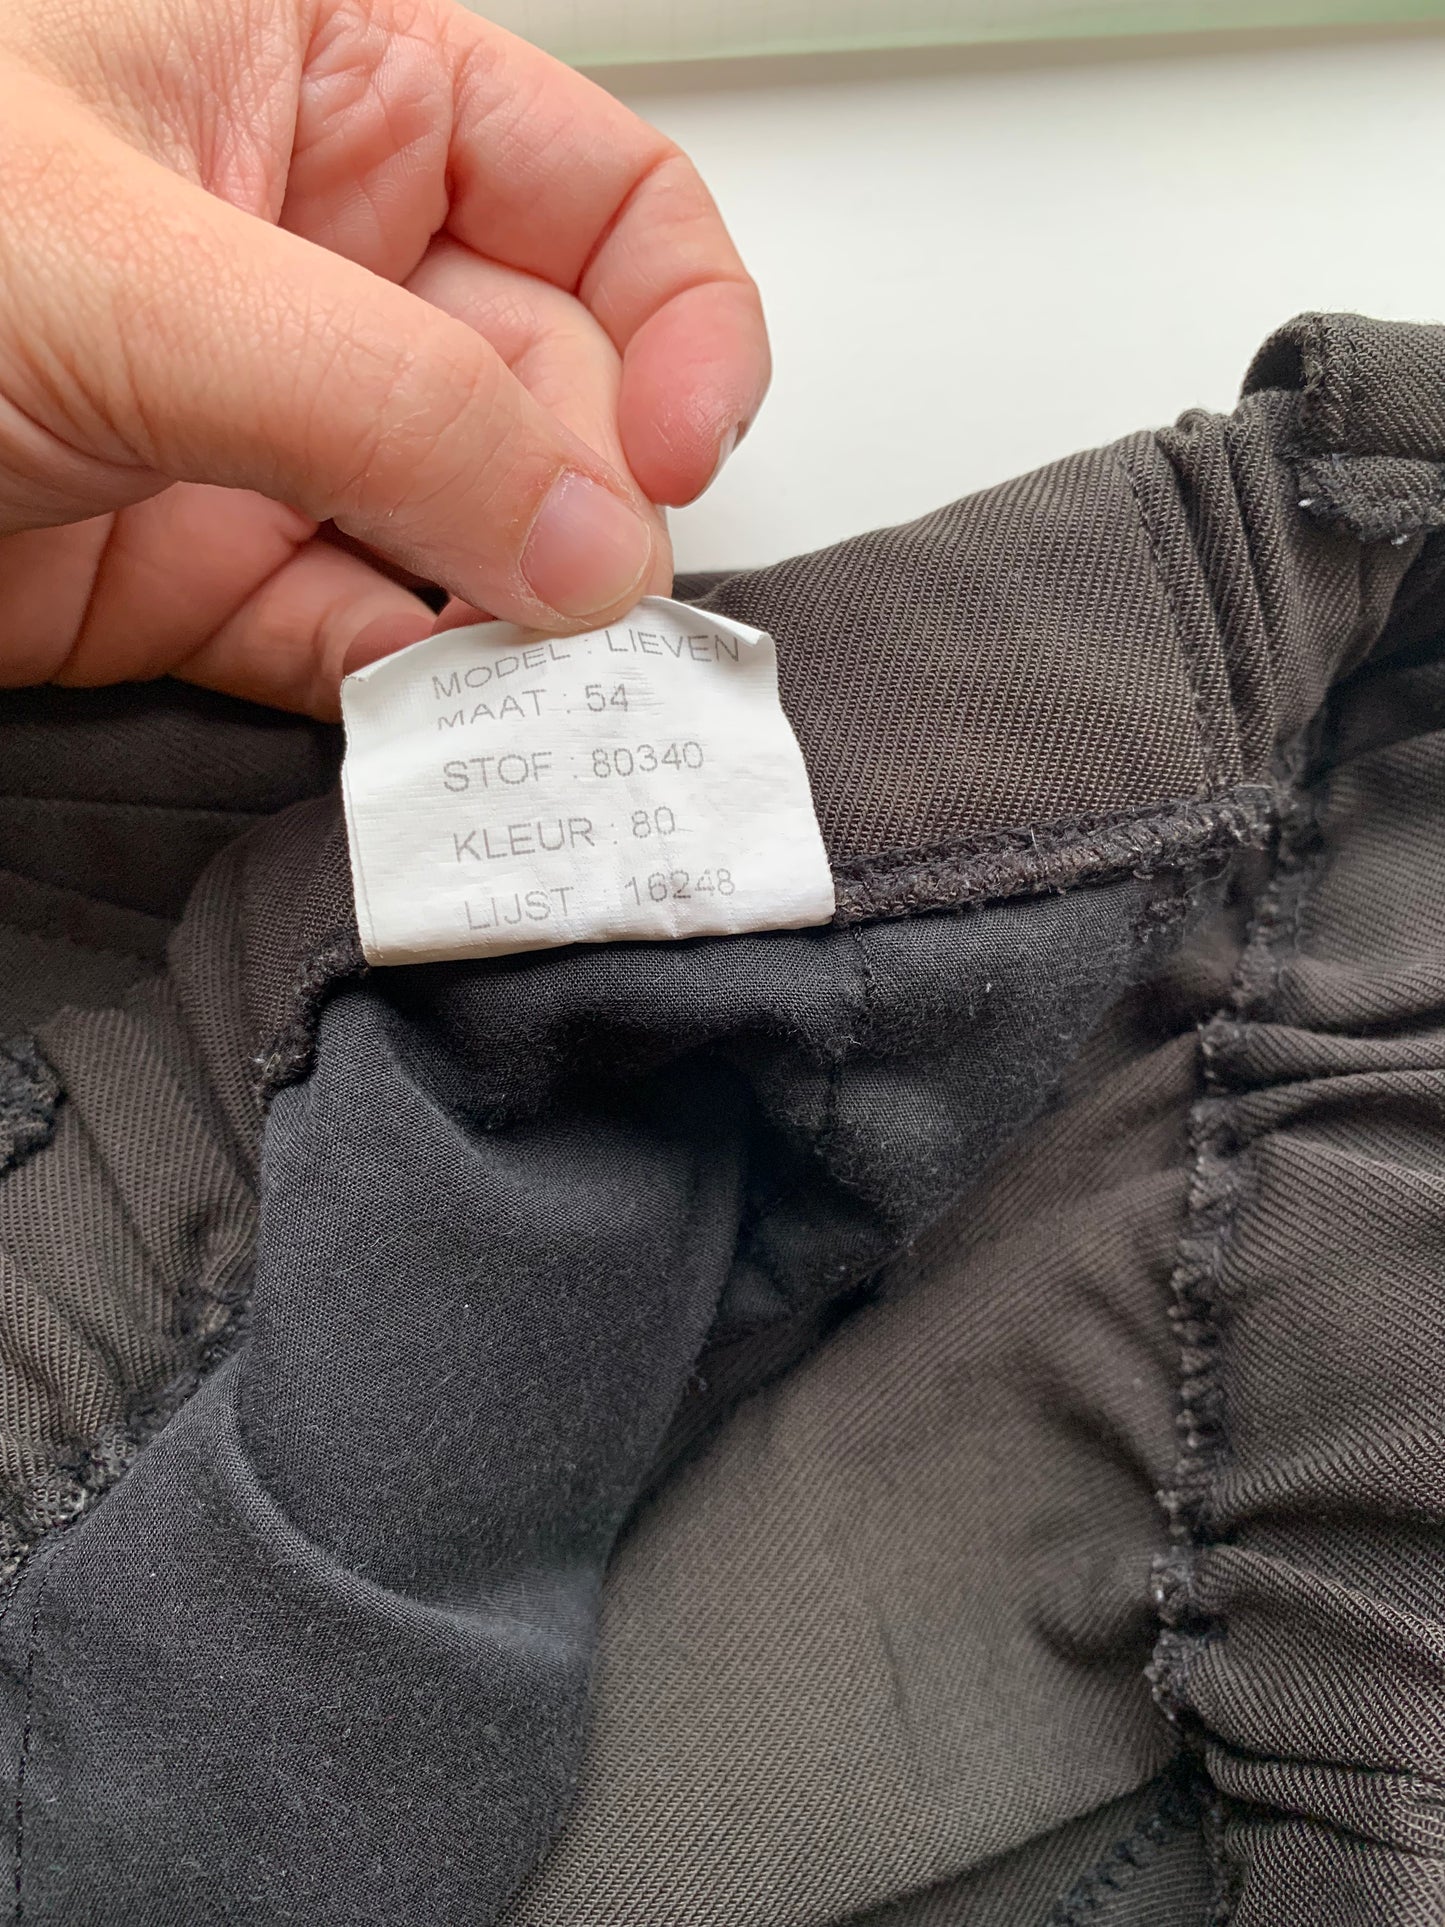 MODEL : LIEVEN
MAAT : 54
STOF : 80340
KLEUR : 80
LIJST : 16248